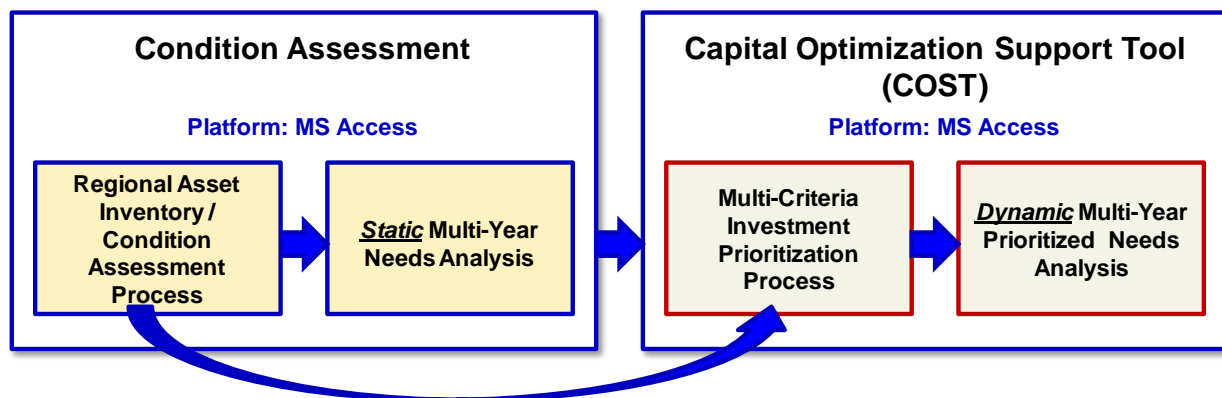 Condition Assessment
Platform: MS Access
Regional Asset
Inventory /
Condition
Assessment
Process
Static Multi-Year
Needs Analysis
Capital Optimization Support Tool
(COST)
Platform: MS Access
Multi-Criteria
Investment
Prioritization
Process
Dynamic Multi-Year
Prioritized Needs
Analysis